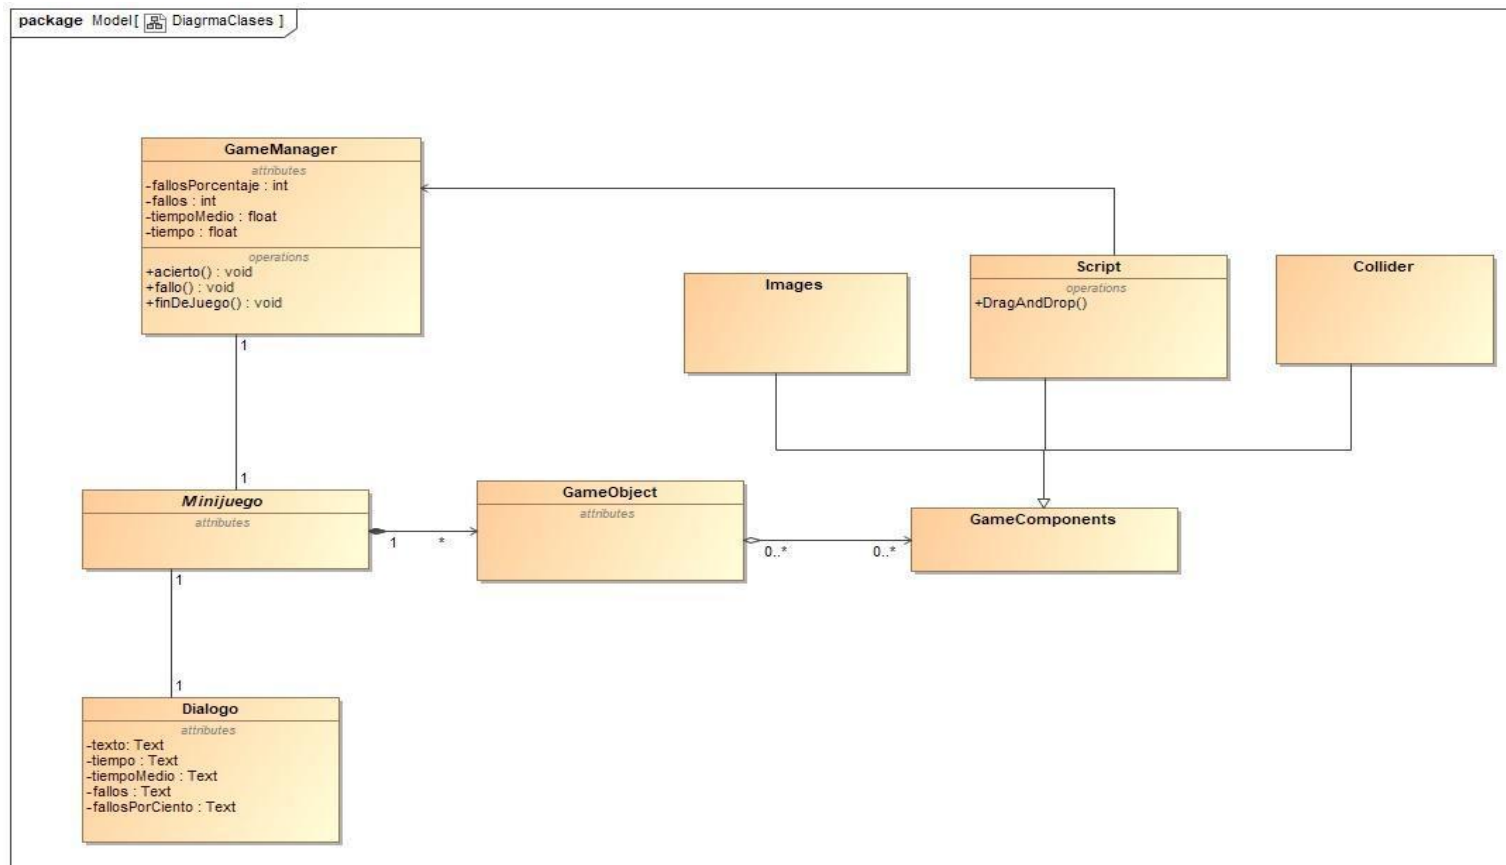 package Model[ DiagrmaClases ]
GameManager
attributes
-fallosPorcentaje : int
-fallos : int
-tiempoMedio : float
-tiempo : float
operations
+acierto() : void
+fallo() : void
+finDeJuego() : void
Images
Script
operations
+DragAndDrop()
Collider
1
1
Minijuego
attributes
1
*
GameObject
attributes
0..*
0..*
GameComponents
1
1
Dialogo
attributes
-texto: Text
-tiempo : Text
-tiempoMedio : Text
-fallos : Text
-fallosPorCiento : Text